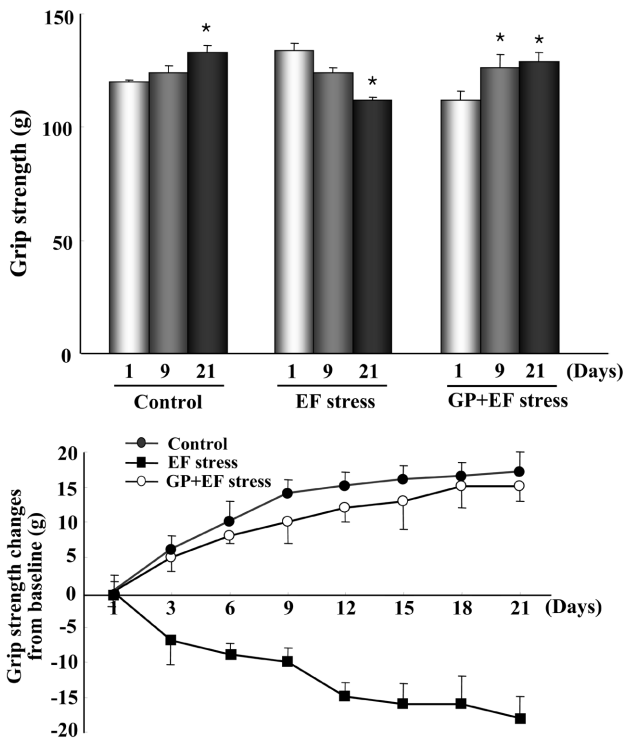 150
100
50
0
Grip strength (g)
*
*
*
*
1 9 21 1 9 21 1 9 21 (Days)
Control EF stress GP+EF stress
Control
EF stress
GP+EF stress
20
15
10
5
0
-5
-10
-15
-20
Grip strength changes
from baseline (g)
1 3 6 9 12 15 18 21 (Days)